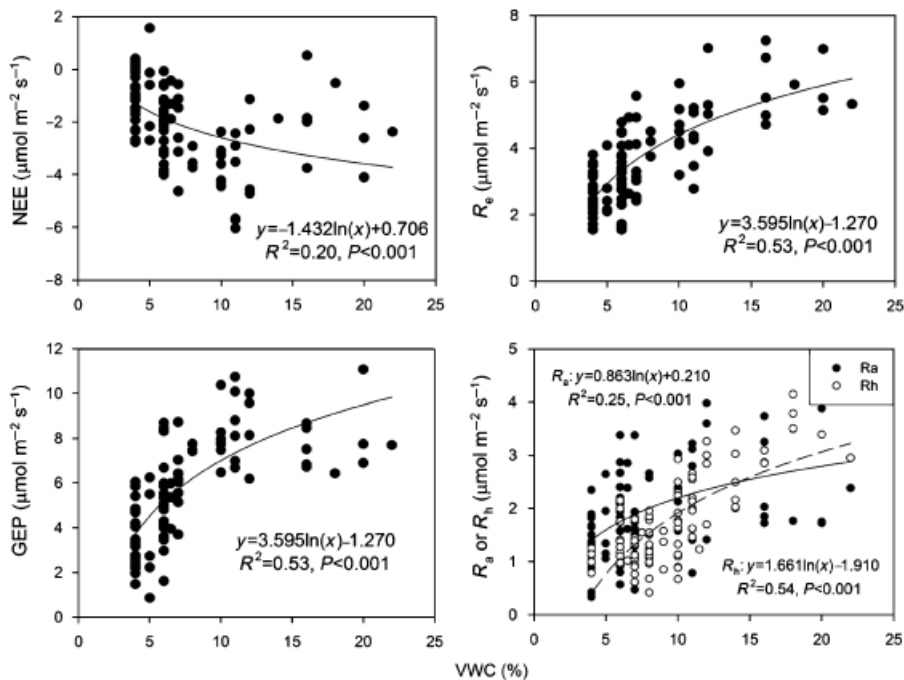 2
0
−2
−4
−6
−8
NEE (μmol m⁻² s⁻¹)
y=−1.432ln(x)+0.706
R²=0.20, P<0.001
0 5 10 15 20 25
8
6
4
2
0
Rₑ (μmol m⁻² s⁻¹)
y=3.595ln(x)−1.270
R²=0.53, P<0.001
0 5 10 15 20 25
12
10
8
6
4
2
0
GEP (μmol m⁻² s⁻¹)
y=3.595ln(x)−1.270
R²=0.53, P<0.001
0 5 10 15 20 25
5
4
3
2
1
0
Rₐ or Rₕ (μmol m⁻² s⁻¹)
Rₐ: y=0.863ln(x)+0.210
R²=0.25, P<0.001
Ra
Rh
Rₕ: y=1.661ln(x)−1.910
R²=0.54, P<0.001
0 5 10 15 20 25
VWC (%)